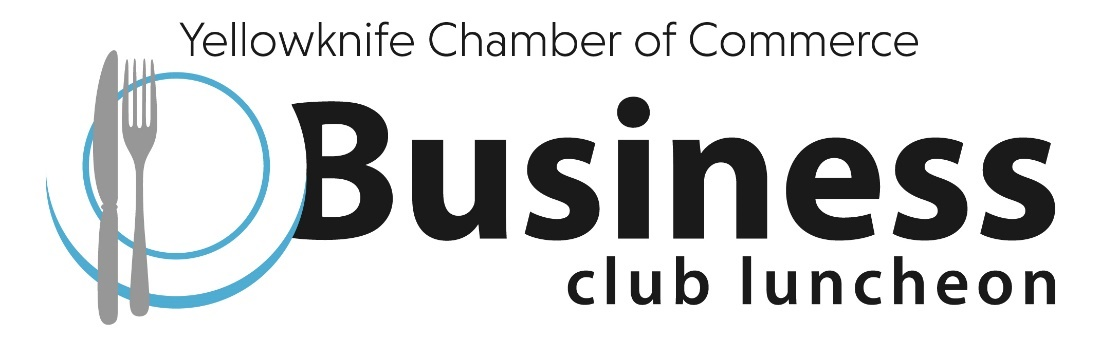 Yellowknife Chamber of Commerce
Business
club luncheon